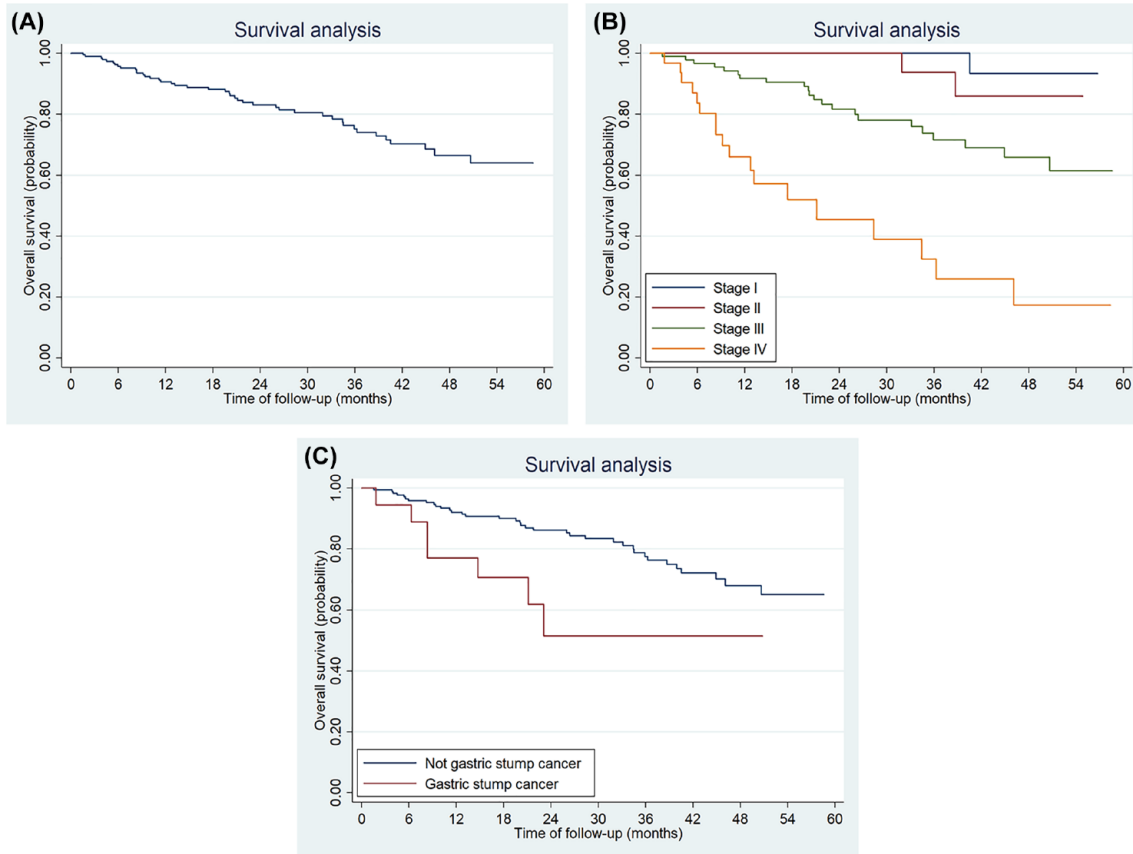 (A)
Survival analysis
Overall survival (probability)
1.00
0.80
0.60
0.40
0.20
0.00
0 6 12 18 24 30 36 42 48 54 60
Time of follow-up (months)
(B)
Survival analysis
Overall survival (probability)
1.00
0.80
0.60
0.40
0.20
0.00
Stage I
Stage II
Stage III
Stage IV
0 6 12 18 24 30 36 42 48 54 60
Time of follow-up (months)
(C)
Survival analysis
Overall survival (probability)
1.00
0.80
0.60
0.40
0.20
0.00
Not gastric stump cancer
Gastric stump cancer
0 6 12 18 24 30 36 42 48 54 60
Time of follow-up (months)